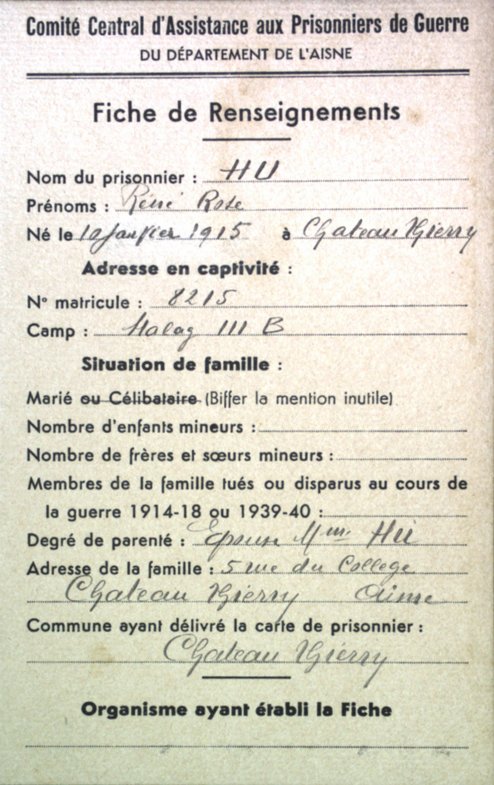 Comité Central d'Assistance aux Prisonniers de Guerre
DU DÉPARTEMENT DE L'AISNE
Fiche de Renseignements
Nom du prisonnier : HU
Prénoms : Réné Rose
Né le 10 janvier 1915 à Chateau Thierry
Adresse en captivité :
N° matricule : 8215
Camp : Stalag III B
Situation de famille :
Marié ou Célibataire (Biffer la mention inutile)
Nombre d'enfants mineurs :
Nombre de frères et sœurs mineurs :
Membres de la famille tués ou disparus au cours de
la guerre 1914-18 ou 1939-40 :
Degré de parenté : Epouse Mme HU
Adresse de la famille : 5 rue du College
Chateau Thierry Aisne
Commune ayant délivré la carte de prisonnier :
Chateau Thierry
Organisme ayant établi la Fiche